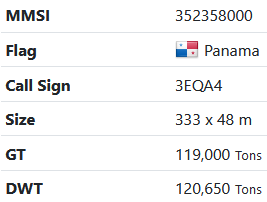 MMSI 352358000
Flag Panama
Call Sign 3EQA4
Size 333 x 48 m
GT 119,000 Tons
DWT 120,650 Tons